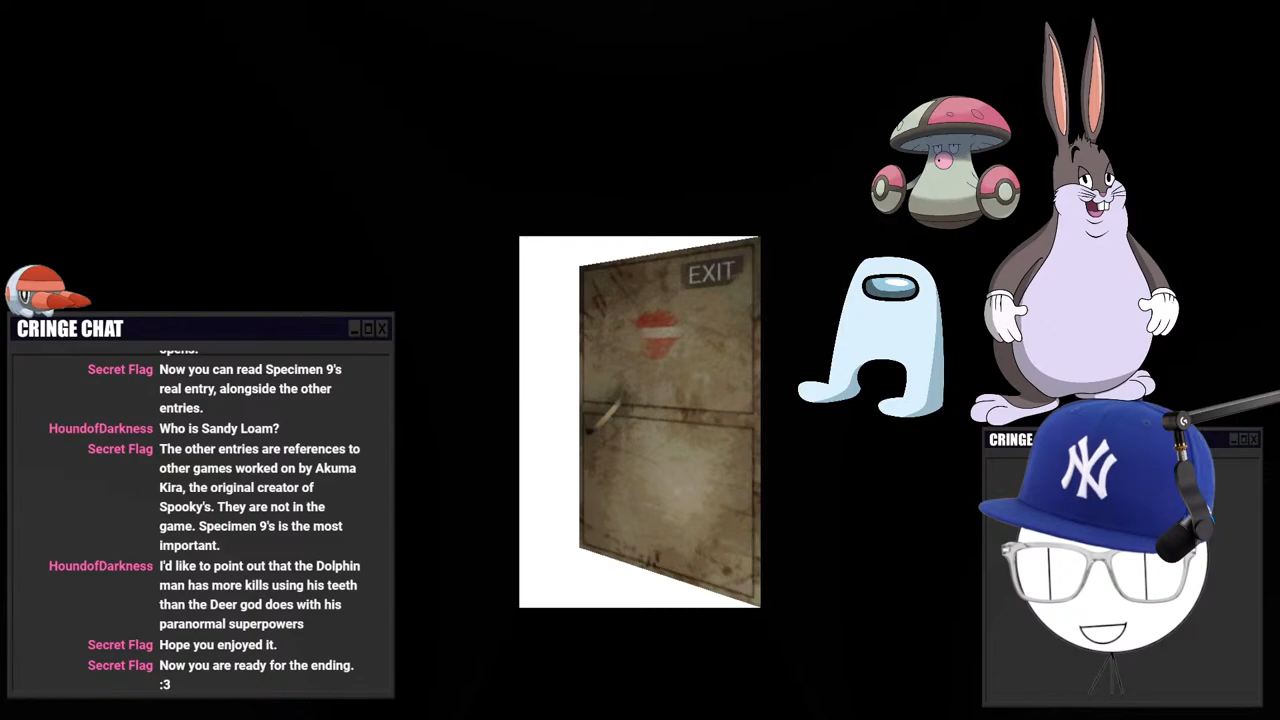 EXIT
CRINGE CHAT
opens.
Secret Flag Now you can read Specimen 9's
real entry, alongside the other
entries.
HoundofDarkness Who is Sandy Loam?
Secret Flag The other entries are references to
other games worked on by Akuma
Kira, the original creator of
Spooky's. They are not in the
game. Specimen 9's is the most
important.
HoundofDarkness I'd like to point out that the Dolphin
man has more kills using his teeth
than the Deer god does with his
paranormal superpowers
Secret Flag Hope you enjoyed it.
Secret Flag Now you are ready for the ending.
:3
CRINGE
NY